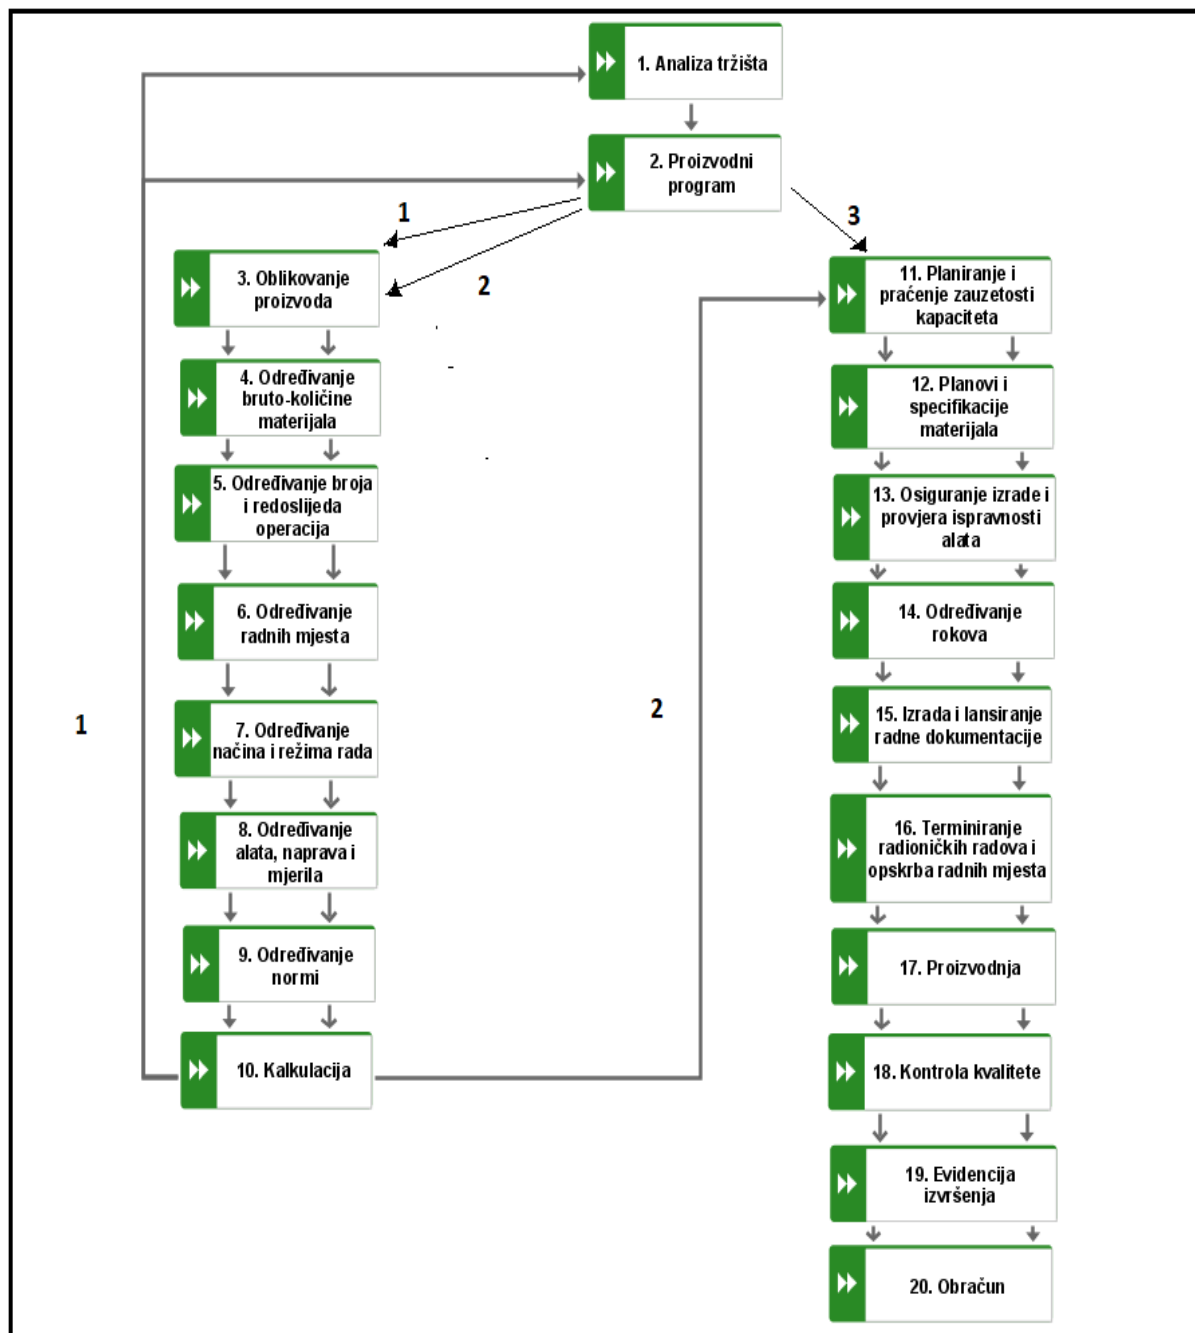 1. Analiza tržišta
2. Proizvodni
program
1
2
3
3. Oblikovanje
proizvoda
4. Određivanje
bruto-količine
materijala
5. Određivanje broja
i redoslijeda
operacija
6. Određivanje
radnih mjesta
7. Određivanje
načina i režima rada
8. Određivanje
alata, naprava i
mjerila
9. Određivanje
normi
10. Kalkulacija
1
2
11. Planiranje i
praćenje zauzetosti
kapaciteta
12. Planovi i
specifikacije
materijala
13. Osiguranje izrade i
provjera ispravnosti
alata
14. Određivanje
rokova
15. Izrada i lansiranje
radne dokumentacije
16. Terminiranje
radioničkih radova i
opskrba radnih mjesta
17. Proizvodnja
18. Kontrola kvalitete
19. Evidencija
izvršenja
20. Obračun